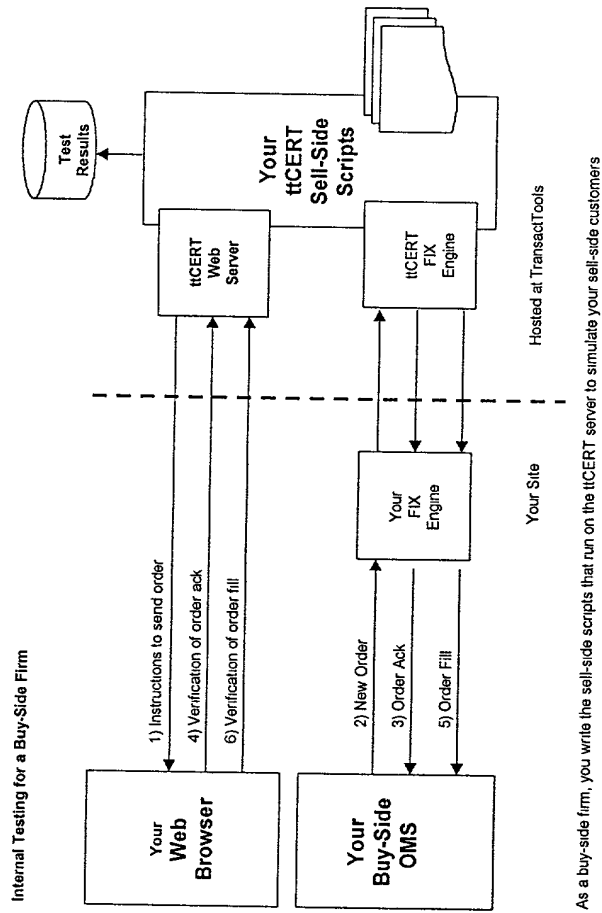 Internal Testing for a Buy-Side Firm
Your
Web
Browser
1) Instructions to send order
4) Verification of order ack
6) Verification of order fill
ttCERT
Web
Server
Test
Results
Your
ttCERT
Sell-Side
Scripts
Your
Buy-Side
OMS
2) New Order
3) Order Ack
5) Order Fill
Your
FIX
Engine
ttCERT
FIX
Engine
Your Site
Hosted at TransactTools
As a buy-side firm, you write the sell-side scripts that run on the ttCERT server to simulate your sell-side customers